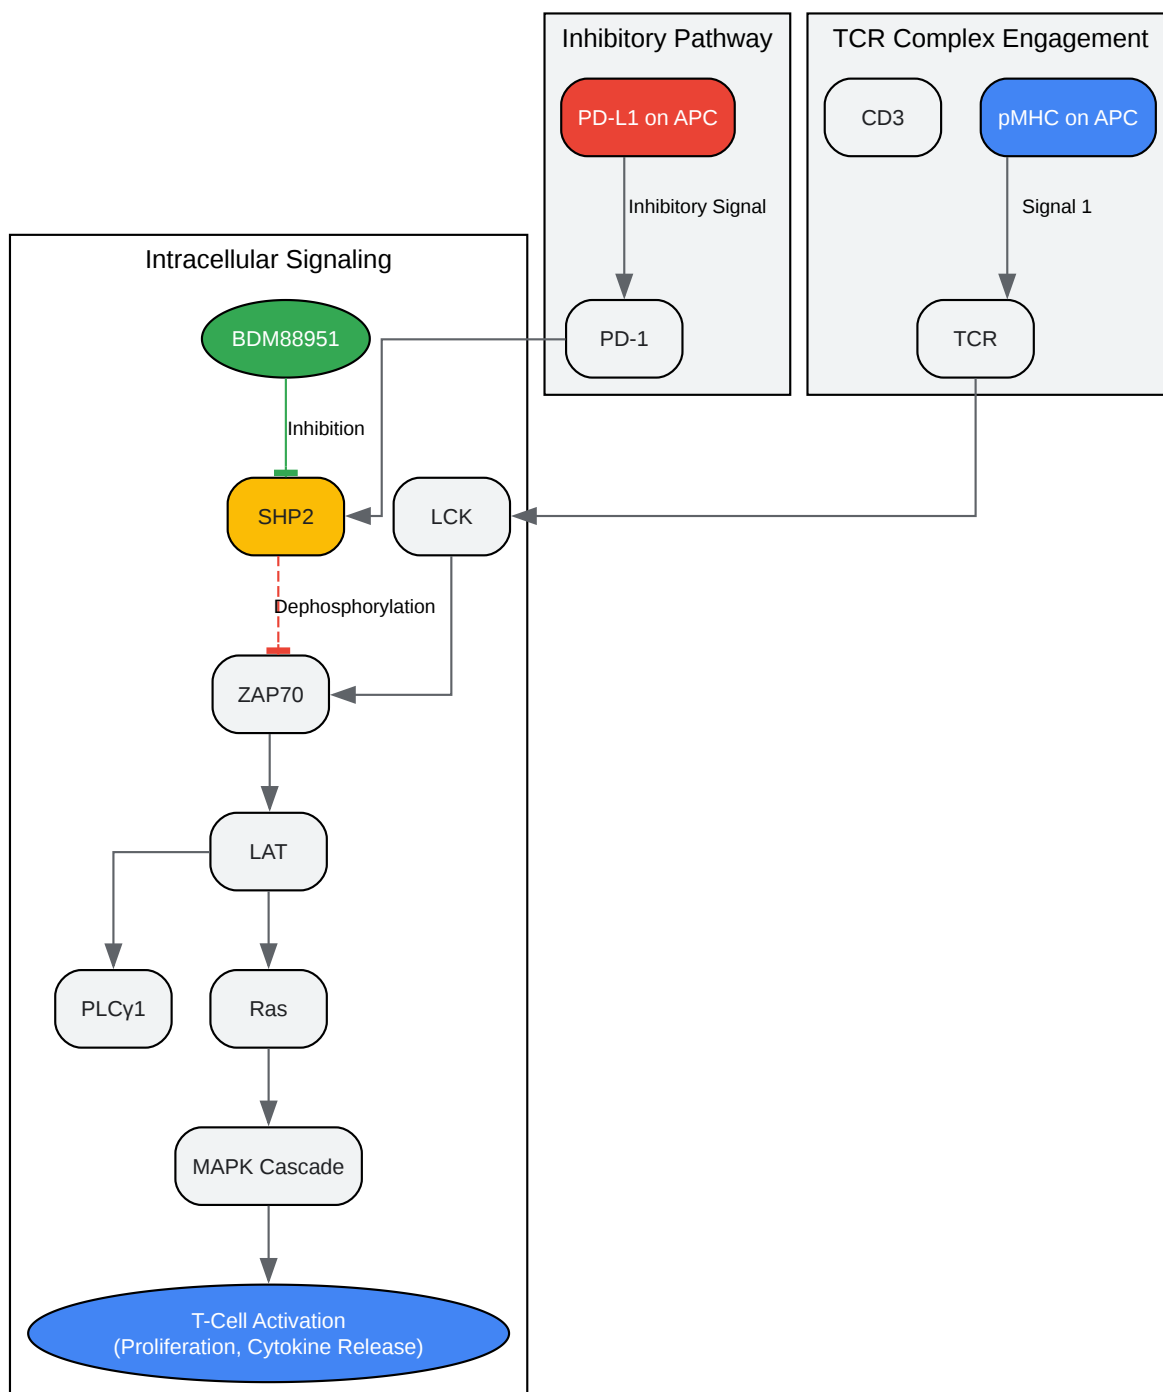 Inhibitory Pathway
TCR Complex Engagement
PD-L1 on APC
CD3
pMHC on APC
Inhibitory Signal
Signal 1
Intracellular Signaling
BDM88951
PD-1
TCR
Inhibition
SHP2
LCK
Dephosphorylation
ZAP70
LAT
PLCγ1
Ras
MAPK Cascade
T-Cell Activation
(Proliferation, Cytokine Release)